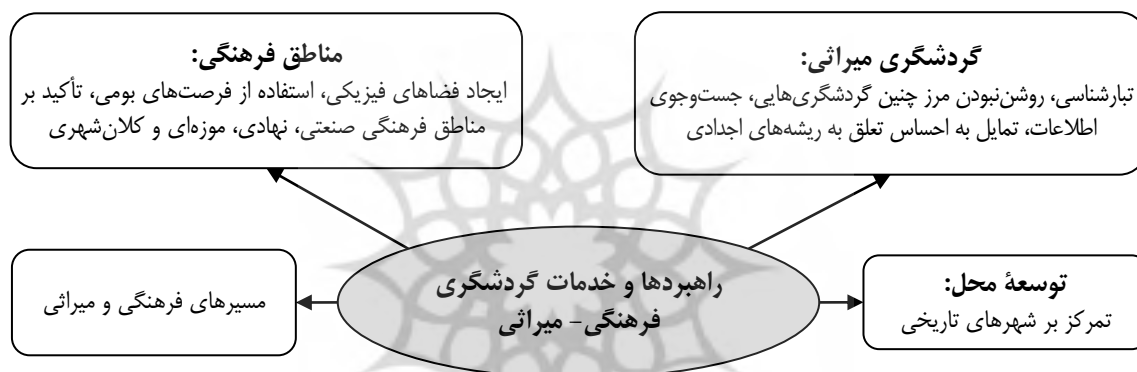 گردشگری میراثی:
تبارشناسی، روشن‌نبودن مرز چنین گردشگری‌هایی، جست‌وجوی
اطلاعات، تمایل به احساس تعلق به ریشه‌های اجدادی
مناطق فرهنگی:
ایجاد فضاهای فیزیکی، استفاده از فرصت‌های بومی، تأکید بر
مناطق فرهنگی صنعتی، نهادی، موزه‌ای و کلان‌شهری
راهبردها و خدمات گردشگری
فرهنگی- میراثی
توسعهٔ محل:
تمرکز بر شهرهای تاریخی
مسیرهای فرهنگی و میراثی